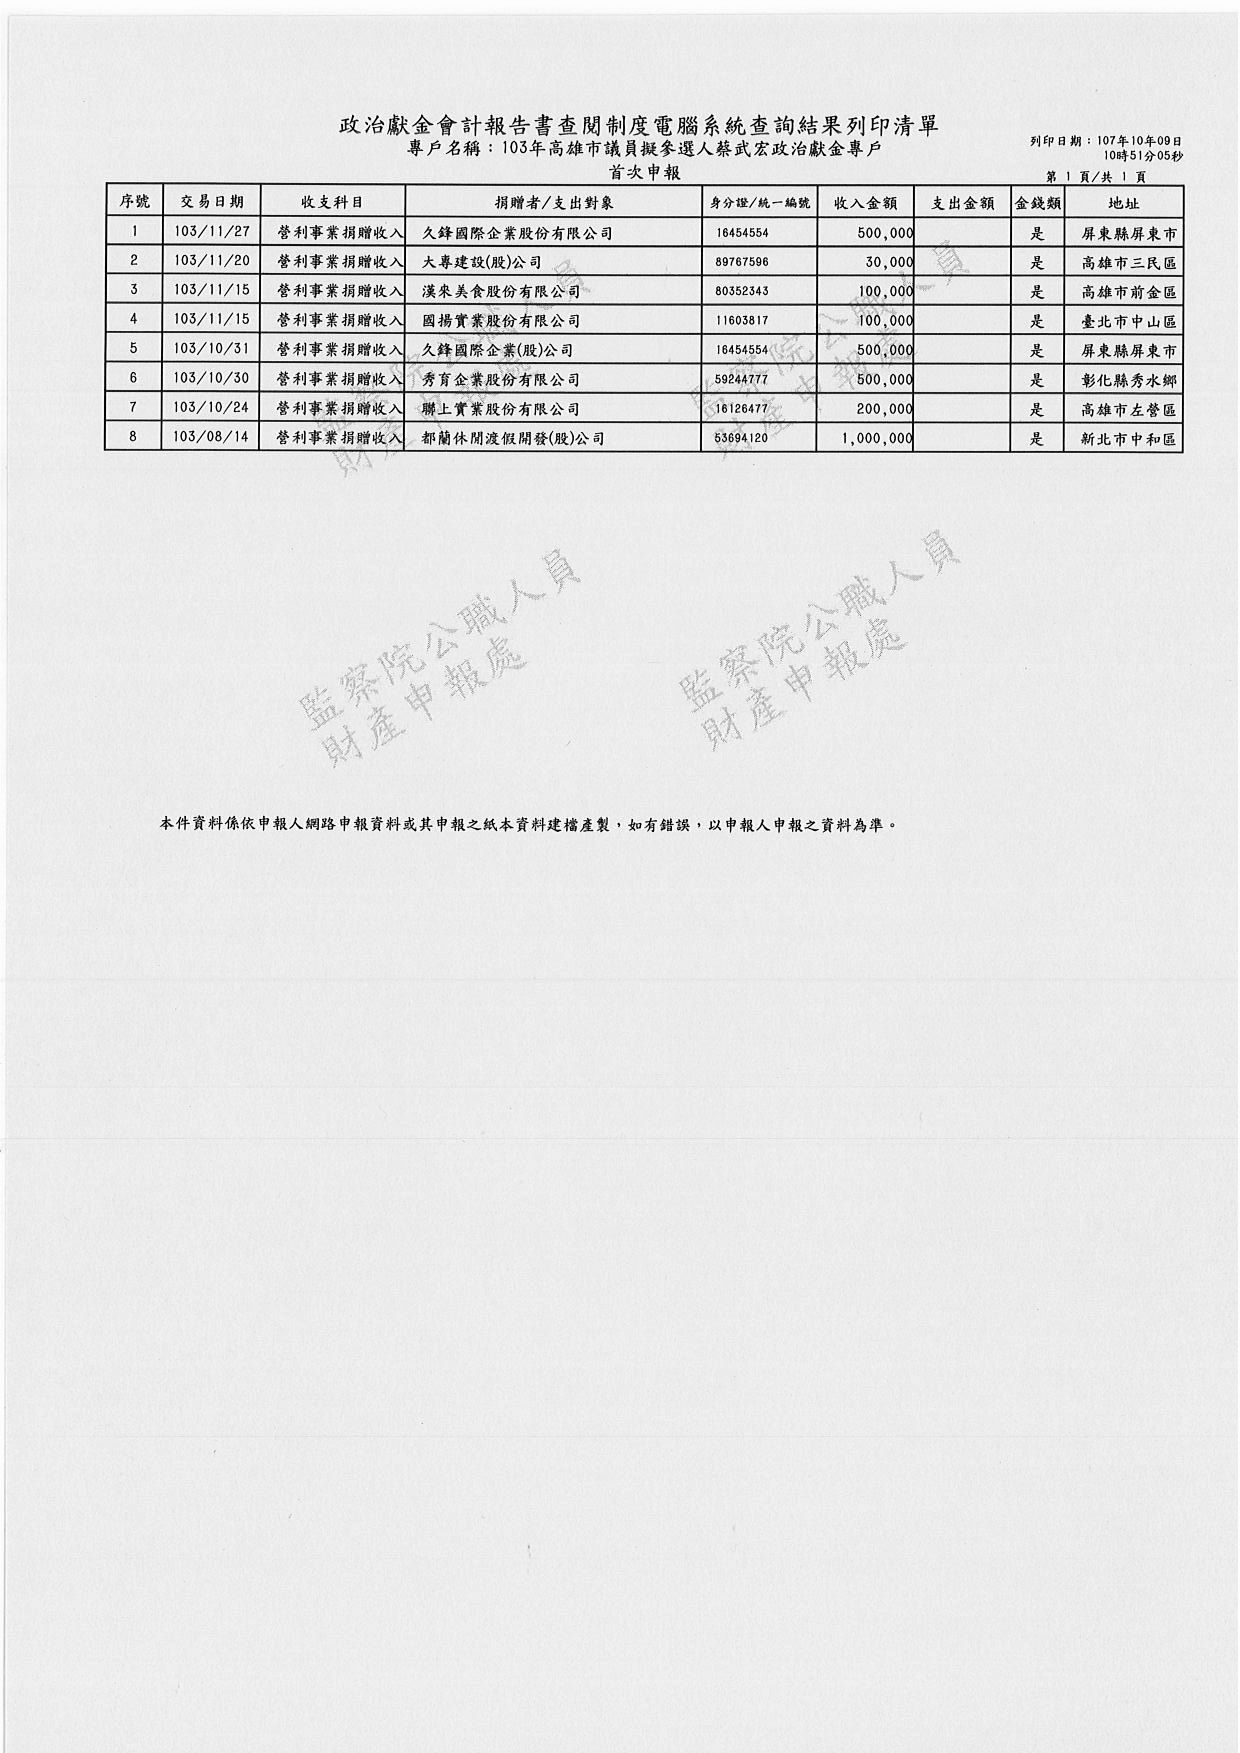 政治獻金會計報告書查閱制度電腦系統查詢結果列印清單
專戶名稱：103年高雄市議員擬參選人蔡武宏政治獻金專戶
首次申報
列印日期：107年10年09日
10時51分05秒
第 1 頁/共 1 頁
序號 交易日期 收支科目 捐贈者/支出對象 身分證/統一編號 收入金額 支出金額 金錢類 地址
1 103/11/27 營利事業捐贈收入 久鋒國際企業股份有限公司 16454554 500,000 是 屏東縣屏東市
2 103/11/20 營利事業捐贈收入 大專建設(股)公司 89767596 30,000 是 高雄市三民區
3 103/11/15 營利事業捐贈收入 漢來美食股份有限公司 80352343 100,000 是 高雄市前金區
4 103/11/15 營利事業捐贈收入 國揚實業股份有限公司 11603817 100,000 是 臺北市中山區
5 103/10/31 營利事業捐贈收入 久鋒國際企業(股)公司 16454554 500,000 是 屏東縣屏東市
6 103/10/30 營利事業捐贈收入 秀育企業股份有限公司 59244777 500,000 是 彰化縣秀水鄉
7 103/10/24 營利事業捐贈收入 聯上實業股份有限公司 16126477 200,000 是 高雄市左營區
8 103/08/14 營利事業捐贈收入 都蘭休閒渡假開發(股)公司 53694120 1,000,000 是 新北市中和區
監察院公職人員
財產申報處
監察院公職人員
財產申報處
監察院公職人員
財產申報處
監察院公職人員
財產申報處
本件資料係依申報人網路申報資料或其申報之紙本資料建檔產製，如有錯誤，以申報人申報之資料為準。